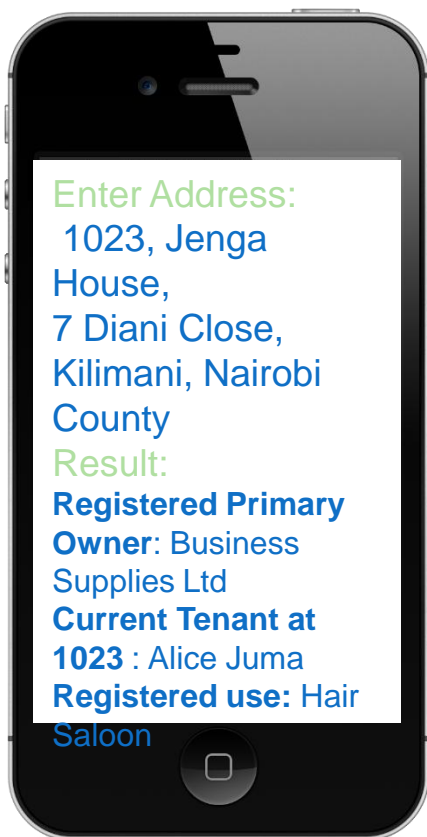 Enter Address:
1023, Jenga
House,
7 Diani Close,
Kilimani, Nairobi
County
Result:
Registered Primary
Owner: Business
Supplies Ltd
Current Tenant at
1023 : Alice Juma
Registered use: Hair
Saloon